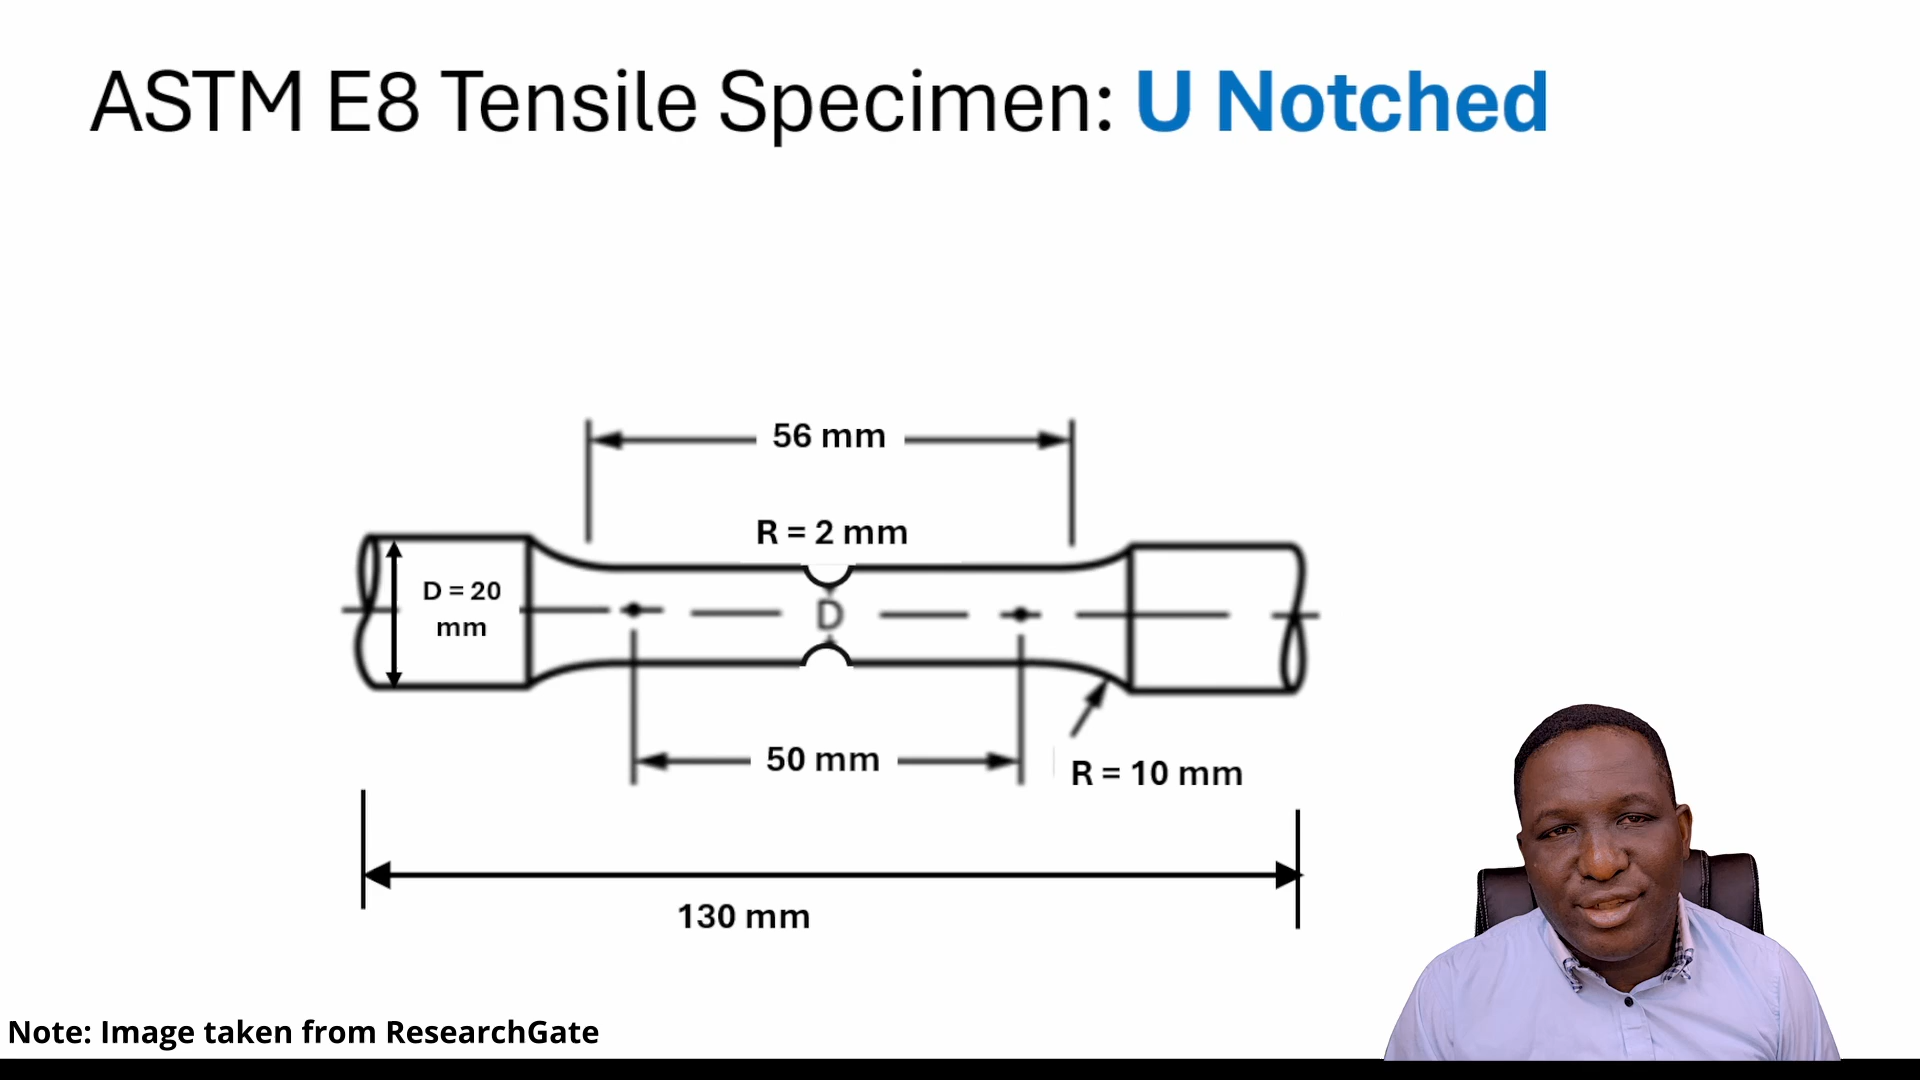 ASTM E8 Tensile Specimen: U Notched
56 mm
R = 2 mm
D = 20
mm
D
50 mm
R = 10 mm
130 mm
Note: Image taken from ResearchGate